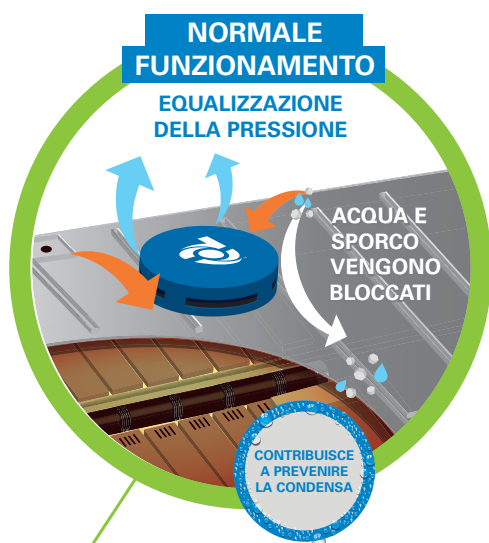 NORMALE
FUNZIONAMENTO
EQUALIZZAZIONE
DELLA PRESSIONE
ACQUA E
SPORCO
VENGONO
BLOCCATI
CONTRIBUISCE
A PREVENIRE
LA CONDENSA